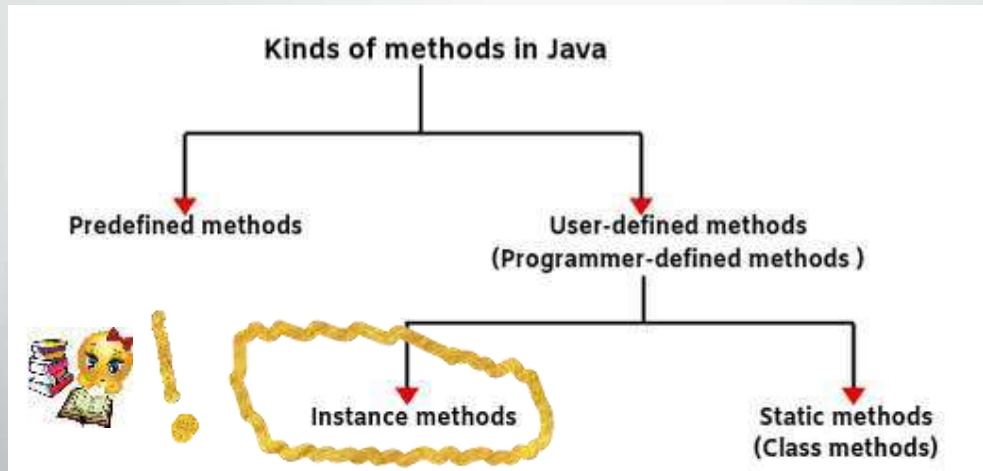 Kinds of methods in Java
Predefined methods
User-defined methods
(Programmer-defined methods )
Instance methods
Static methods
(Class methods)